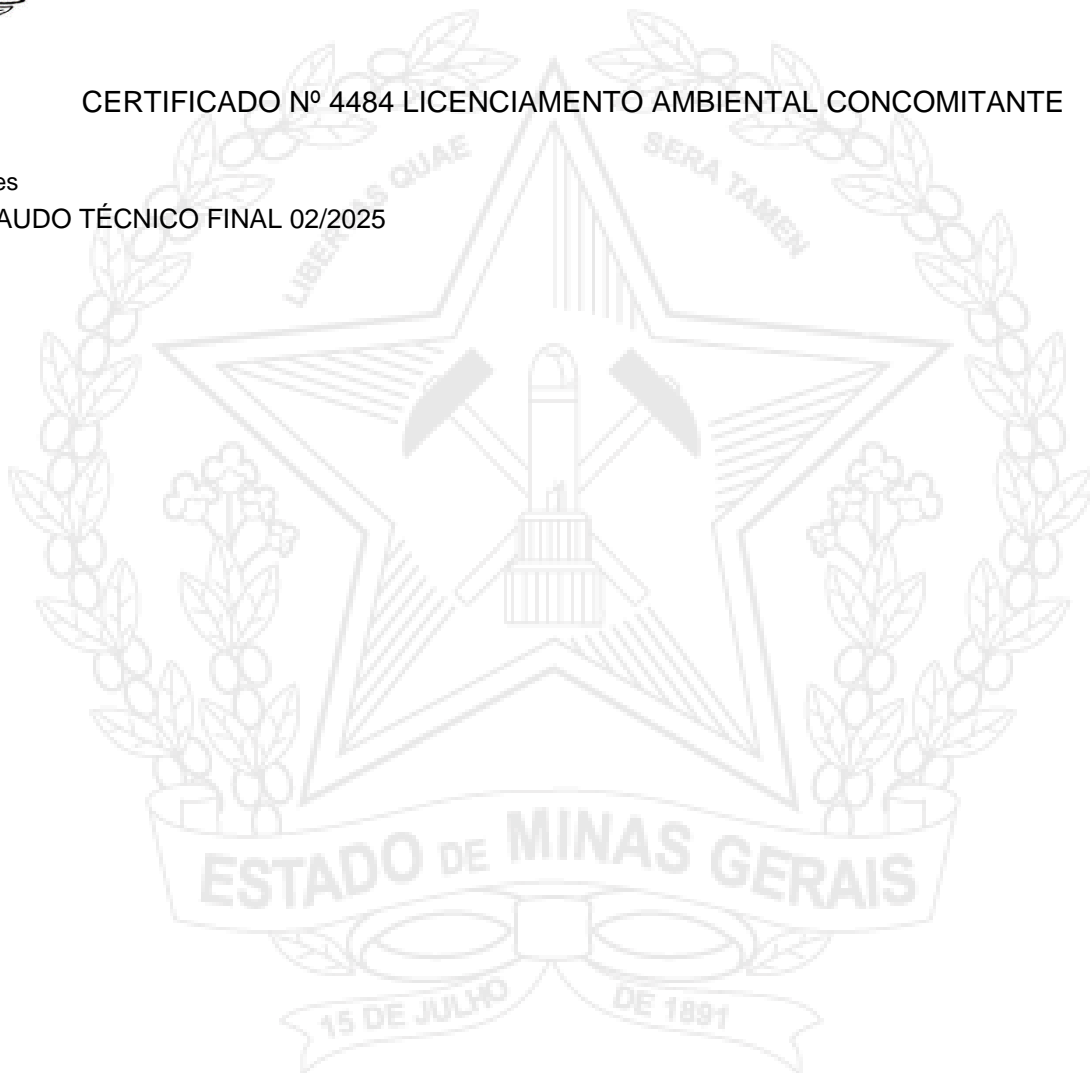 CERTIFICADO Nº 4484 LICENCIAMENTO AMBIENTAL CONCOMITANTE
es
AUDO TÉCNICO FINAL 02/2025
LIBERTAS QUAE SERA TAMEN
ESTADO DE MINAS GERAIS
15 DE JULHO DE 1891